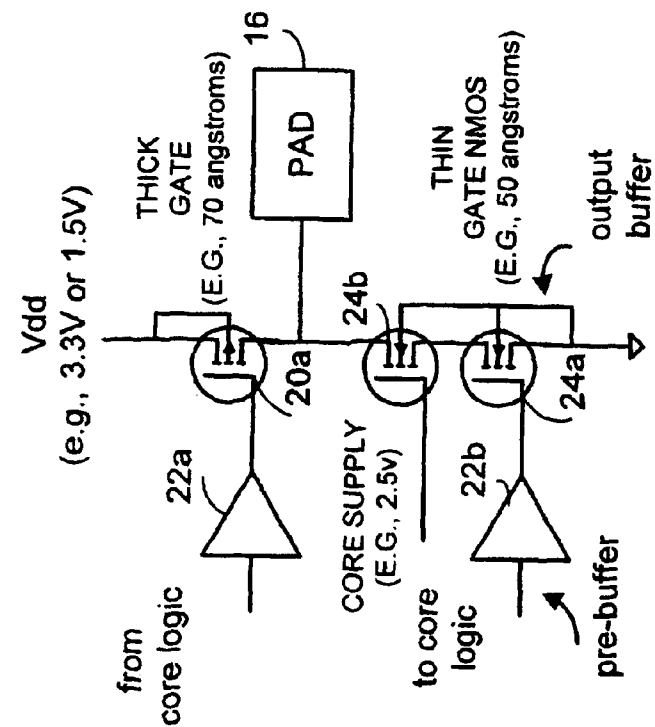 Vdd
(e.g., 3.3V or 1.5V)
THICK
GATE
(E.G., 70 angstroms)
16
PAD
20a
22a
from
core logic
CORE SUPPLY
(E.G., 2.5v)
24b
THIN
GATE NMOS
(E.G., 50 angstroms)
output
buffer
24a
22b
to core
logic
pre-buffer